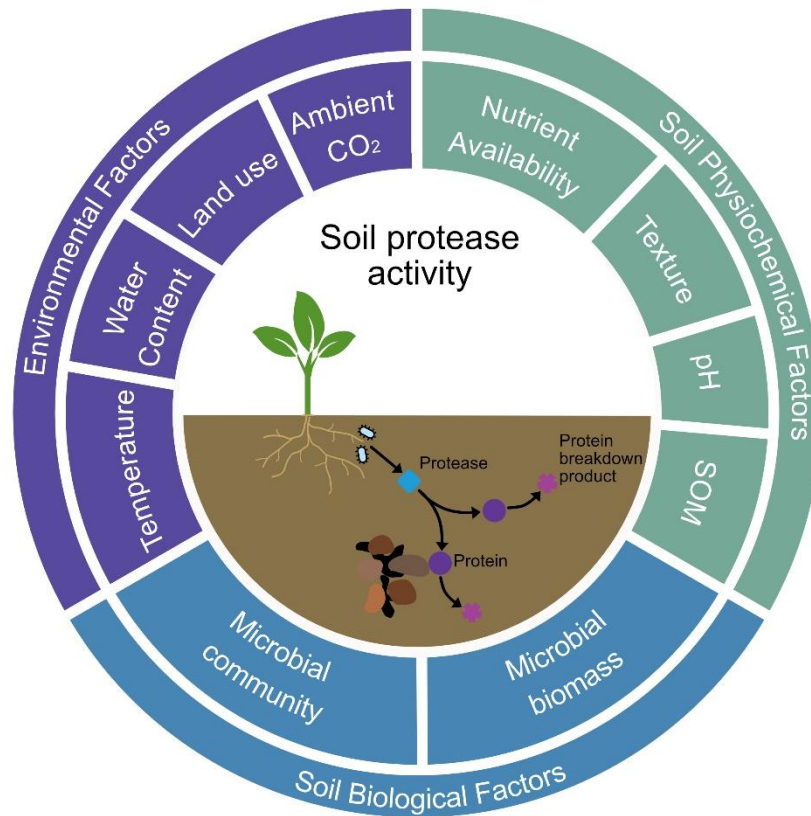 Environmental Factors
Ambient
CO₂
Land use
Water
Content
Temperature
Soil Physiochemical Factors
Nutrient
Availability
Texture
pH
SOM
Soil protease
activity
Protease
Protein
breakdown
product
Protein
Microbial
community
Microbial
biomass
Soil Biological Factors